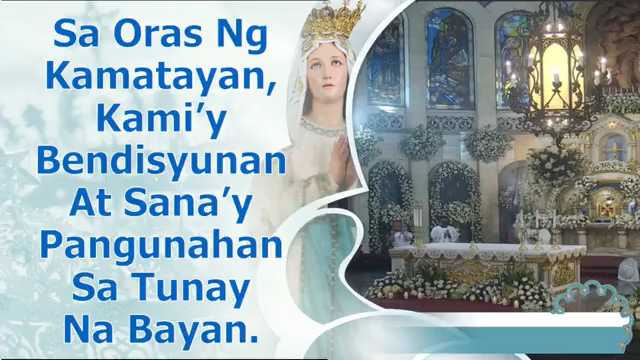 Sa Oras Ng
Kamatayan,
Kami’y
Bendisyunan
At Sana’y
Pangunahan
Sa Tunay
Na Bayan.